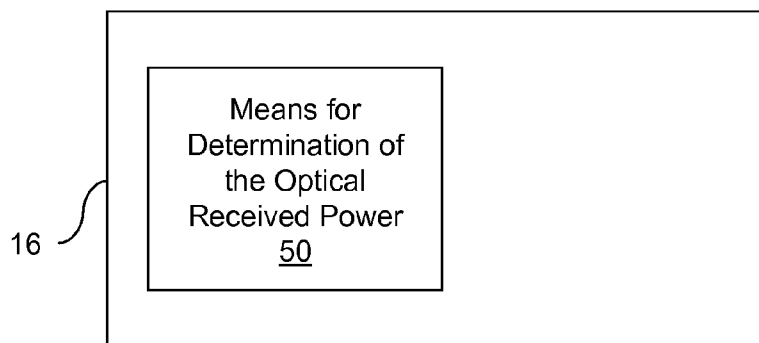 Means for
Determination of
the Optical
Received Power
50
16